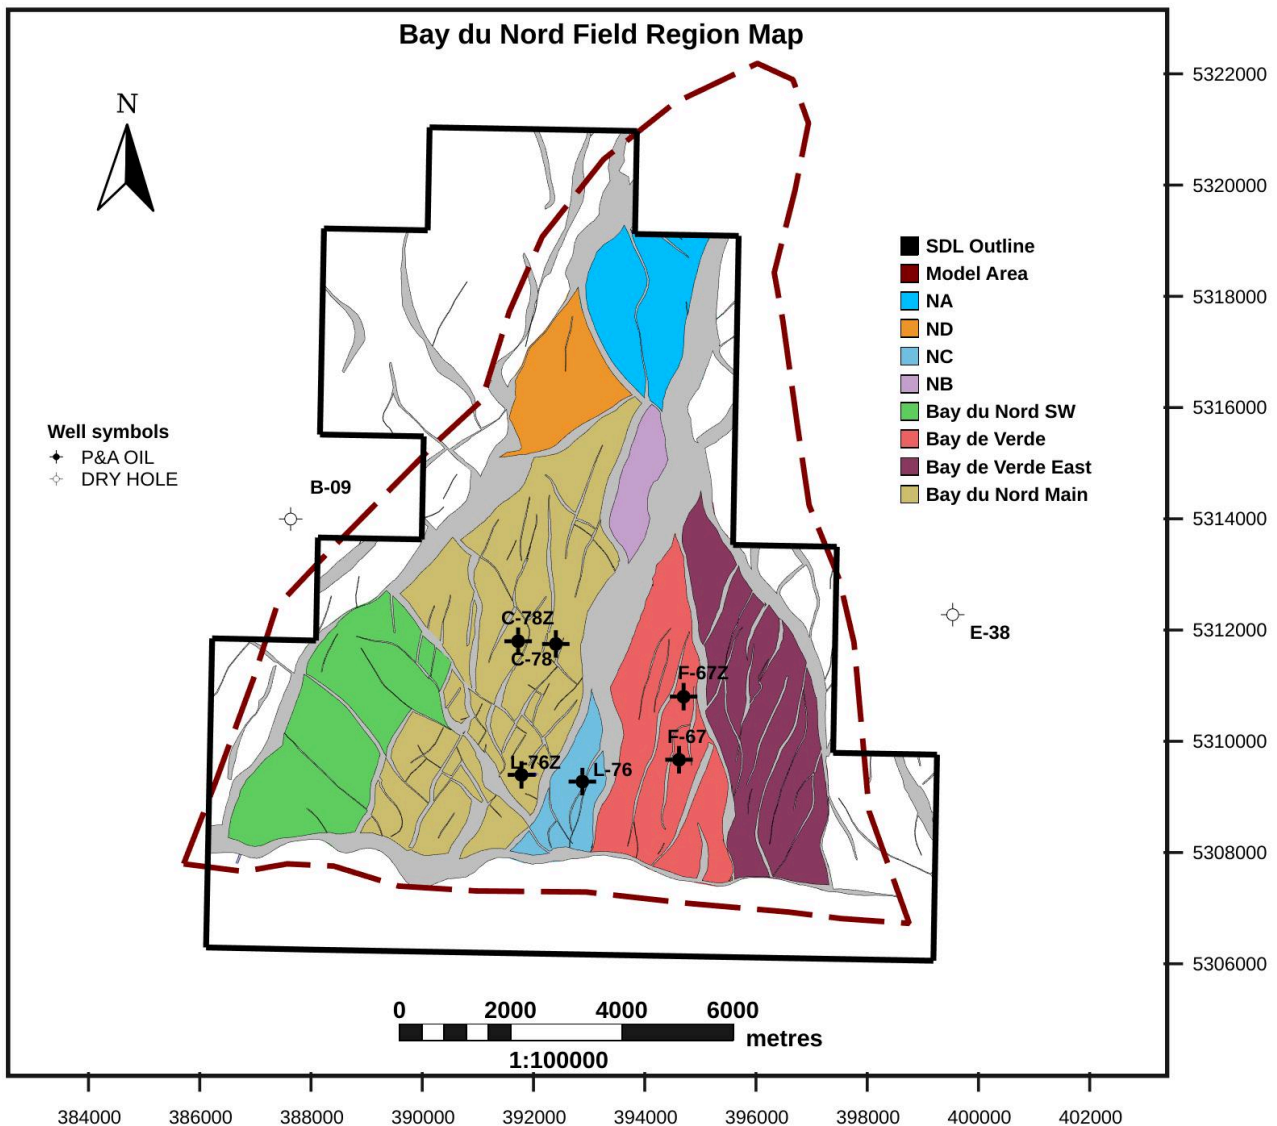 Bay du Nord Field Region Map
N
5322000
5320000
5318000
5316000
5314000
5312000
5310000
5308000
5306000
SDL Outline
Model Area
NA
ND
NC
NB
Bay du Nord SW
Bay de Verde
Bay de Verde East
Bay du Nord Main
Well symbols
P&A OIL
DRY HOLE
B-09
E-38
C-78Z
C-78
F-67Z
F-67
L-76Z
L-76
0 2000 4000 6000
metres
1:100000
384000 386000 388000 390000 392000 394000 396000 398000 400000 402000